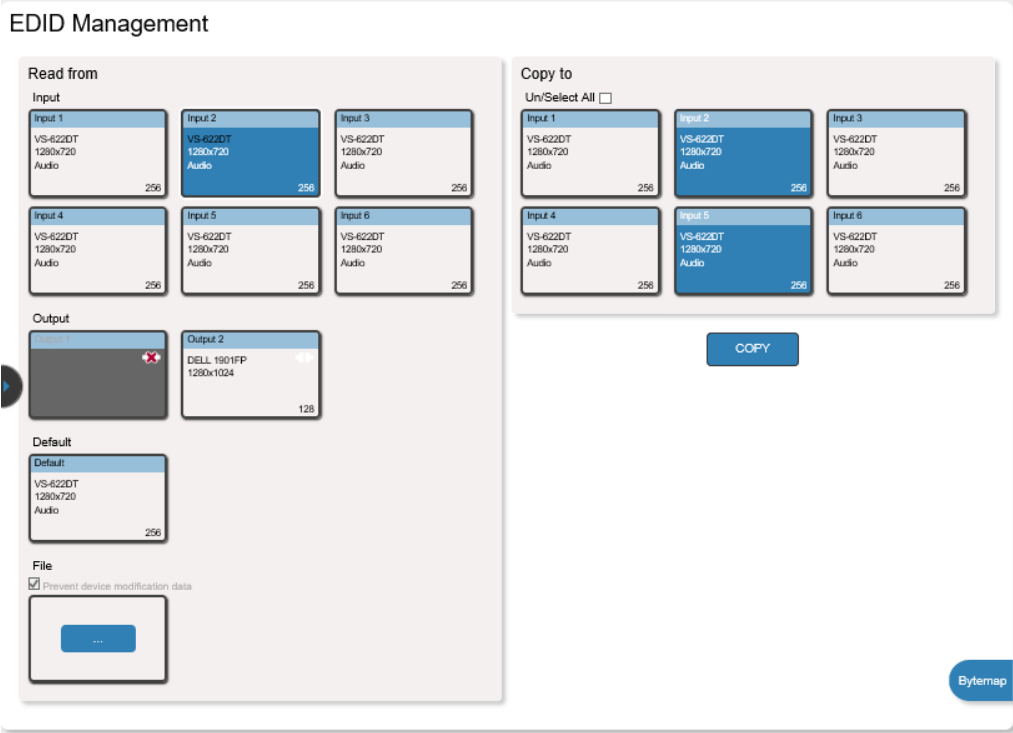 EDID Management
Read from
Input
Input 1
VS-622DT
1280x720
Audio
256
Input 2
VS-622DT
1280x720
Audio
256
Input 3
VS-622DT
1280x720
Audio
256
Input 4
VS-622DT
1280x720
Audio
256
Input 5
VS-622DT
1280x720
Audio
256
Input 6
VS-622DT
1280x720
Audio
256
Output
Output 1
Output 2
DELL 1901FP
1280x1024
128
Default
Default
VS-622DT
1280x720
Audio
256
File
Prevent device modification data
...
Copy to
Un/Select All
Input 1
VS-622DT
1280x720
Audio
256
Input 2
VS-622DT
1280x720
Audio
256
Input 3
VS-622DT
1280x720
Audio
256
Input 4
VS-622DT
1280x720
Audio
256
Input 5
VS-622DT
1280x720
Audio
256
Input 6
VS-622DT
1280x720
Audio
256
COPY
Bytemap